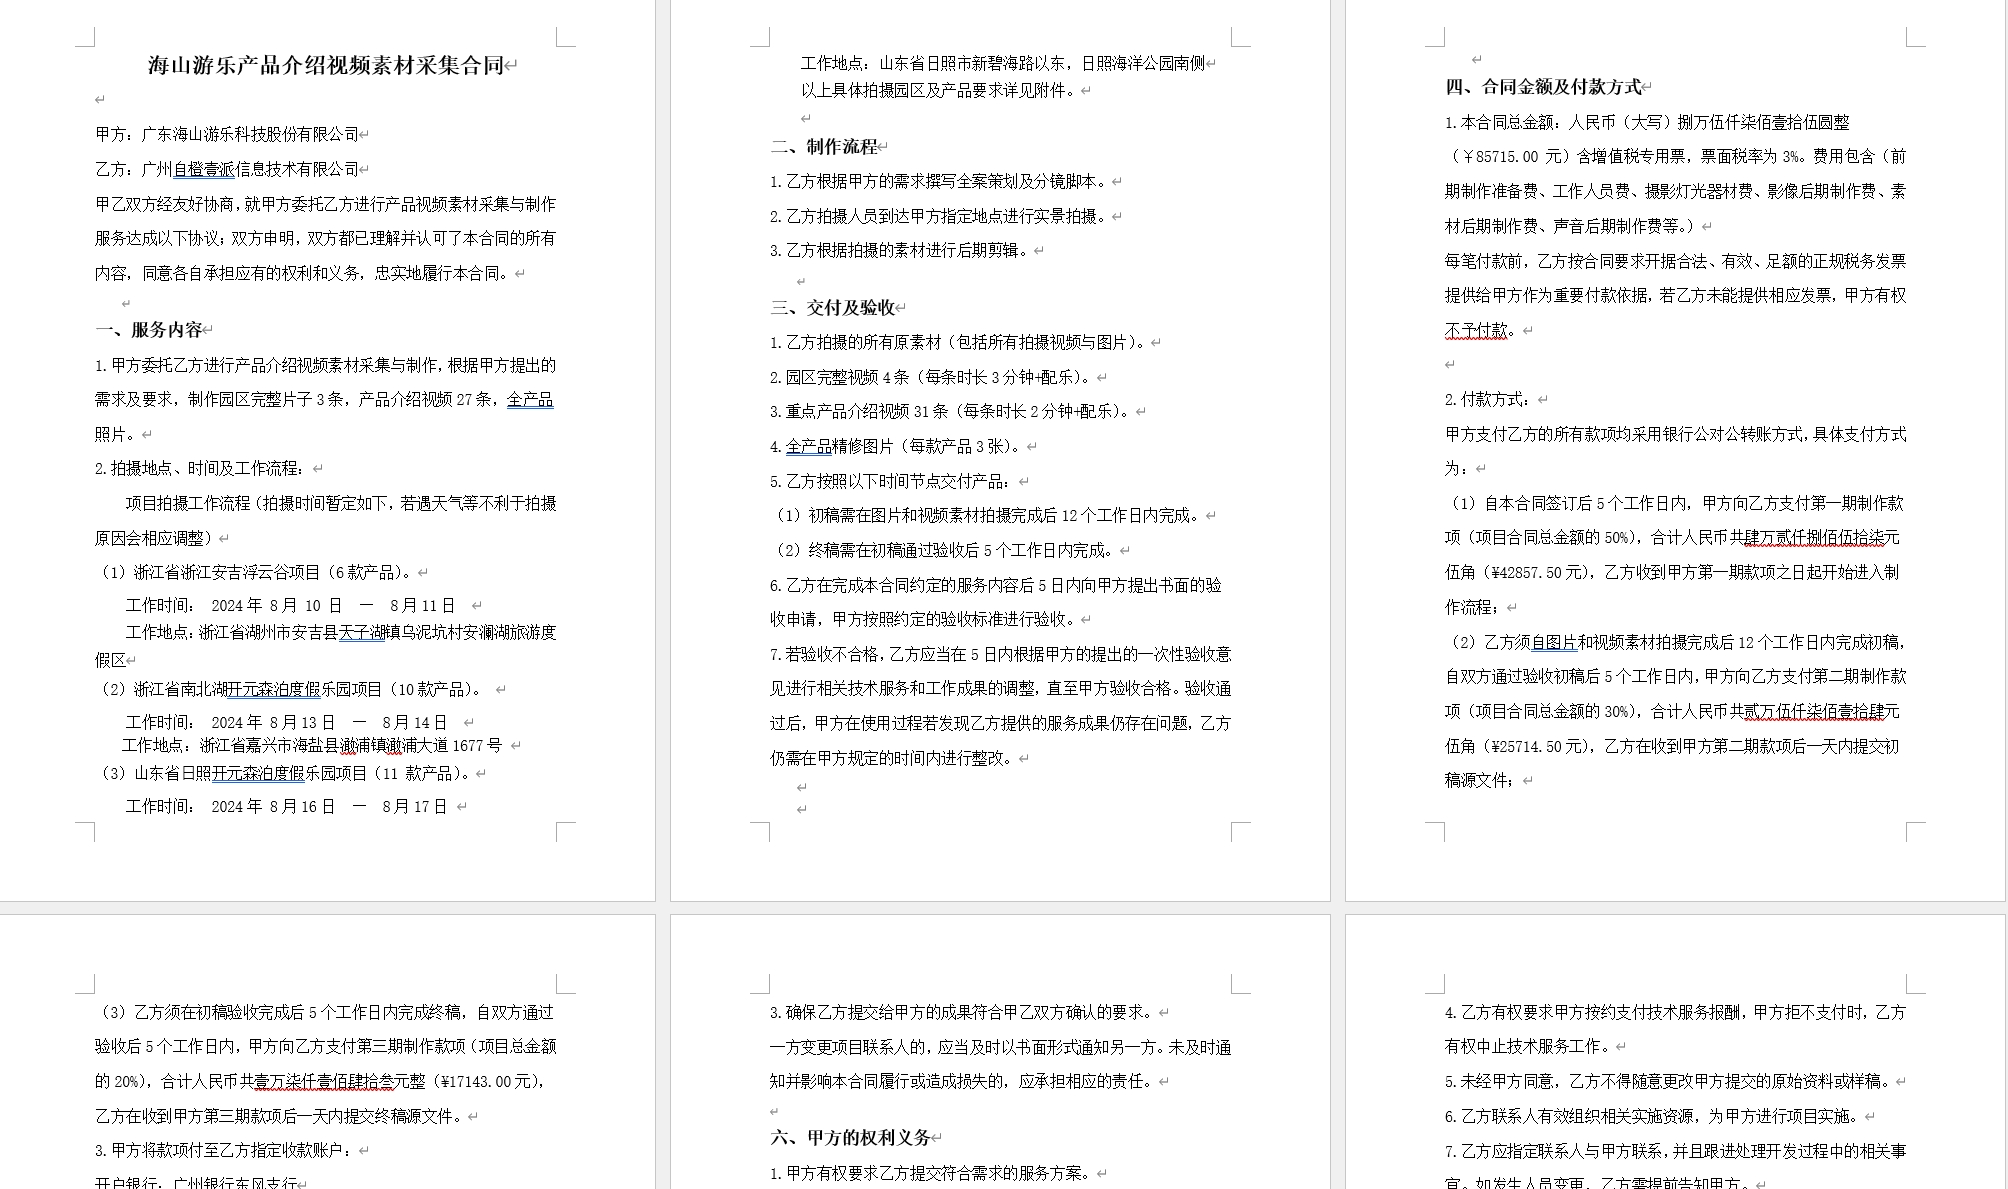 海山游乐产品介绍视频素材采集合同
甲方：广东海山游乐科技股份有限公司
乙方：广州自橙壹派信息技术有限公司
甲乙双方经友好协商，就甲方委托乙方进行产品视频素材采集与制作
服务达成以下协议；双方申明，双方都已理解并认可了本合同的所有
内容，同意各自承担应有的权利和义务，忠实地履行本合同。
一、服务内容
1.甲方委托乙方进行产品介绍视频素材采集与制作，根据甲方提出的
需求及要求，制作园区完整片子3条，产品介绍视频27条，全产品
照片。
2.拍摄地点、时间及工作流程：
项目拍摄工作流程（拍摄时间暂定如下，若遇天气等不利于拍摄
原因会相应调整）
（1）浙江省浙江安吉浮云谷项目（6款产品）。
工作时间： 2024年 8月 10 日 — 8月11日
工作地点：浙江省湖州市安吉县天子湖镇乌泥坑村安澜湖旅游度
假区
（2）浙江省南北湖开元森泊度假乐园项目（10款产品）。
工作时间： 2024年 8月13日 — 8月14日
工作地点：浙江省嘉兴市海盐县澉浦镇澉浦大道1677号
（3）山东省日照开元森泊度假乐园项目（11 款产品）。
工作时间： 2024年 8月16日 — 8月17日
工作地点：山东省日照市新碧海路以东，日照海洋公园南侧
以上具体拍摄园区及产品要求详见附件。
二、制作流程
1.乙方根据甲方的需求撰写全案策划及分镜脚本。
2.乙方拍摄人员到达甲方指定地点进行实景拍摄。
3.乙方根据拍摄的素材进行后期剪辑。
三、交付及验收
1.乙方拍摄的所有原素材（包括所有拍摄视频与图片）。
2.园区完整视频4条（每条时长3分钟+配乐）。
3.重点产品介绍视频31条（每条时长2分钟+配乐）。
4.全产品精修图片（每款产品3张）。
5.乙方按照以下时间节点交付产品：
（1）初稿需在图片和视频素材拍摄完成后12个工作日内完成。
（2）终稿需在初稿通过验收后5个工作日内完成。
6.乙方在完成本合同约定的服务内容后5日内向甲方提出书面的验
收申请，甲方按照约定的验收标准进行验收。
7.若验收不合格，乙方应当在5日内根据甲方的提出的一次性验收意
见进行相关技术服务和工作成果的调整，直至甲方验收合格。验收通
过后，甲方在使用过程若发现乙方提供的服务成果仍存在问题，乙方
仍需在甲方规定的时间内进行整改。
四、合同金额及付款方式
1.本合同总金额：人民币（大写）捌万伍仟柒佰壹拾伍圆整
（￥85715.00 元）含增值税专用票，票面税率为3%。费用包含（前
期制作准备费、工作人员费、摄影灯光器材费、影像后期制作费、素
材后期制作费、声音后期制作费等。）
每笔付款前，乙方按合同要求开据合法、有效、足额的正规税务发票
提供给甲方作为重要付款依据，若乙方未能提供相应发票，甲方有权
不予付款。
2.付款方式：
甲方支付乙方的所有款项均采用银行公对公转账方式，具体支付方式
为：
（1）自本合同签订后5个工作日内，甲方向乙方支付第一期制作款
项（项目合同总金额的50%），合计人民币共肆万贰仟捌佰伍拾柒元
伍角（¥42857.50元），乙方收到甲方第一期款项之日起开始进入制
作流程；
（2）乙方须自图片和视频素材拍摄完成后12个工作日内完成初稿，
自双方通过验收初稿后5个工作日内，甲方向乙方支付第二期制作款
项（项目合同总金额的30%），合计人民币共贰万伍仟柒佰壹拾肆元
伍角（¥25714.50元），乙方在收到甲方第二期款项后一天内提交初
稿源文件；
（3）乙方须在初稿验收完成后5个工作日内完成终稿，自双方通过
验收后5个工作日内，甲方向乙方支付第三期制作款项（项目总金额
的20%），合计人民币共壹万柒仟壹佰肆拾叁元整（¥17143.00元），
乙方在收到甲方第三期款项后一天内提交终稿源文件。
3.甲方将款项付至乙方指定收款账户：
开户银行：广州银行东风支行
3.确保乙方提交给甲方的成果符合甲乙双方确认的要求。
一方变更项目联系人的，应当及时以书面形式通知另一方。未及时通
知并影响本合同履行或造成损失的，应承担相应的责任。
六、甲方的权利义务
1.甲方有权要求乙方提交符合需求的服务方案。
4.乙方有权要求甲方按约支付技术服务报酬，甲方拒不支付时，乙方
有权中止技术服务工作。
5.未经甲方同意，乙方不得随意更改甲方提交的原始资料或样稿。
6.乙方联系人有效组织相关实施资源，为甲方进行项目实施。
7.乙方应指定联系人与甲方联系，并且跟进处理开发过程中的相关事
宜。如发生人员变更，乙方需提前告知甲方。